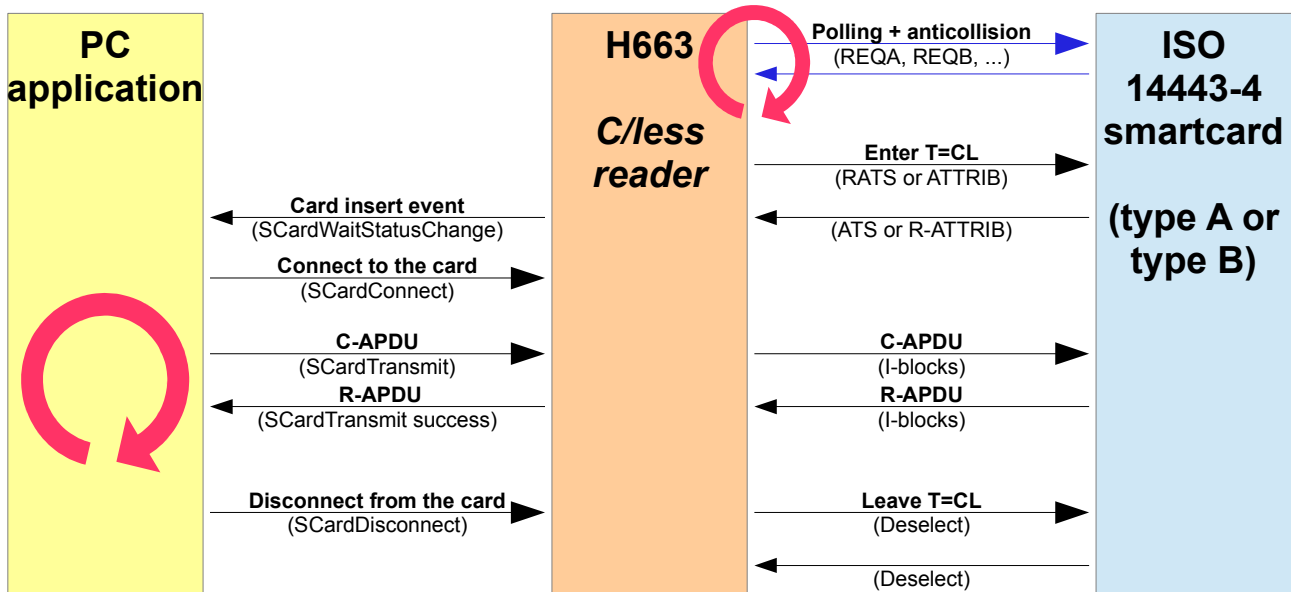 PC
application
H663
C/less
reader
ISO
14443-4
smartcard
(type A or
type B)
Polling + anticollision
(REQA, REQB, ...)
Enter T=CL
(RATS or ATTRIB)
Card insert event
(SCardWaitStatusChange)
(ATS or R-ATTRIB)
Connect to the card
(SCardConnect)
C-APDU
(SCardTransmit)
C-APDU
(I-blocks)
R-APDU
(SCardTransmit success)
R-APDU
(I-blocks)
Disconnect from the card
(SCardDisconnect)
Leave T=CL
(Deselect)
(Deselect)